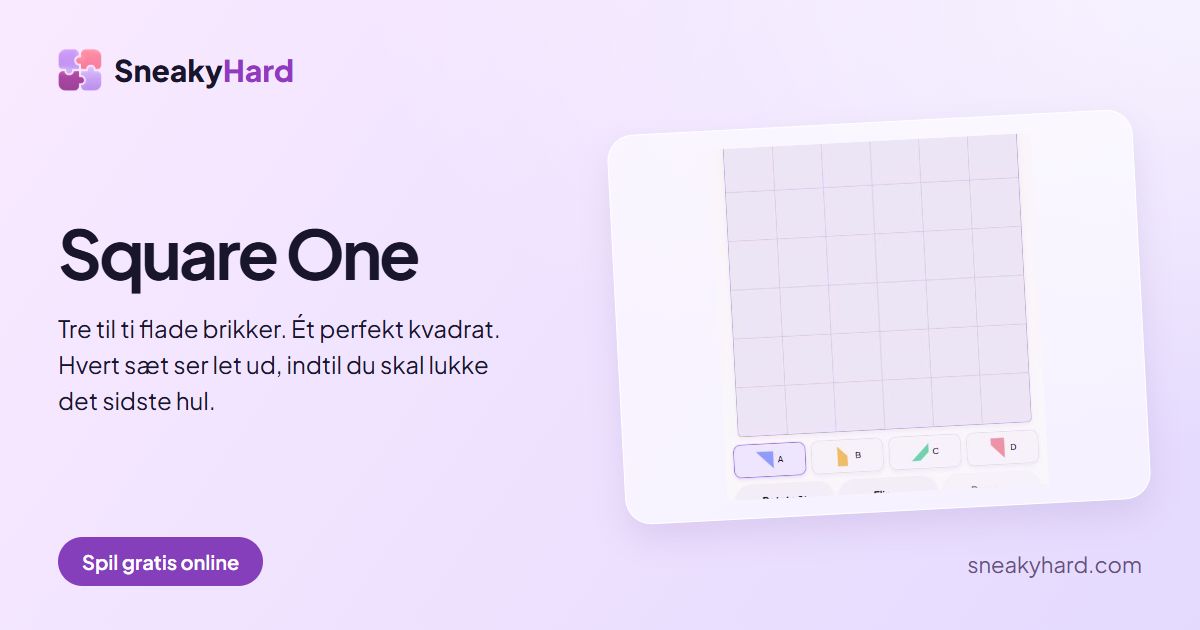 SneakyHard
Square One
Tre til ti flade brikker. Ét perfekt kvadrat.
Hvert sæt ser let ud, indtil du skal lukke
det sidste hul.
A
B
C
D
Spil gratis online
sneakyhard.com